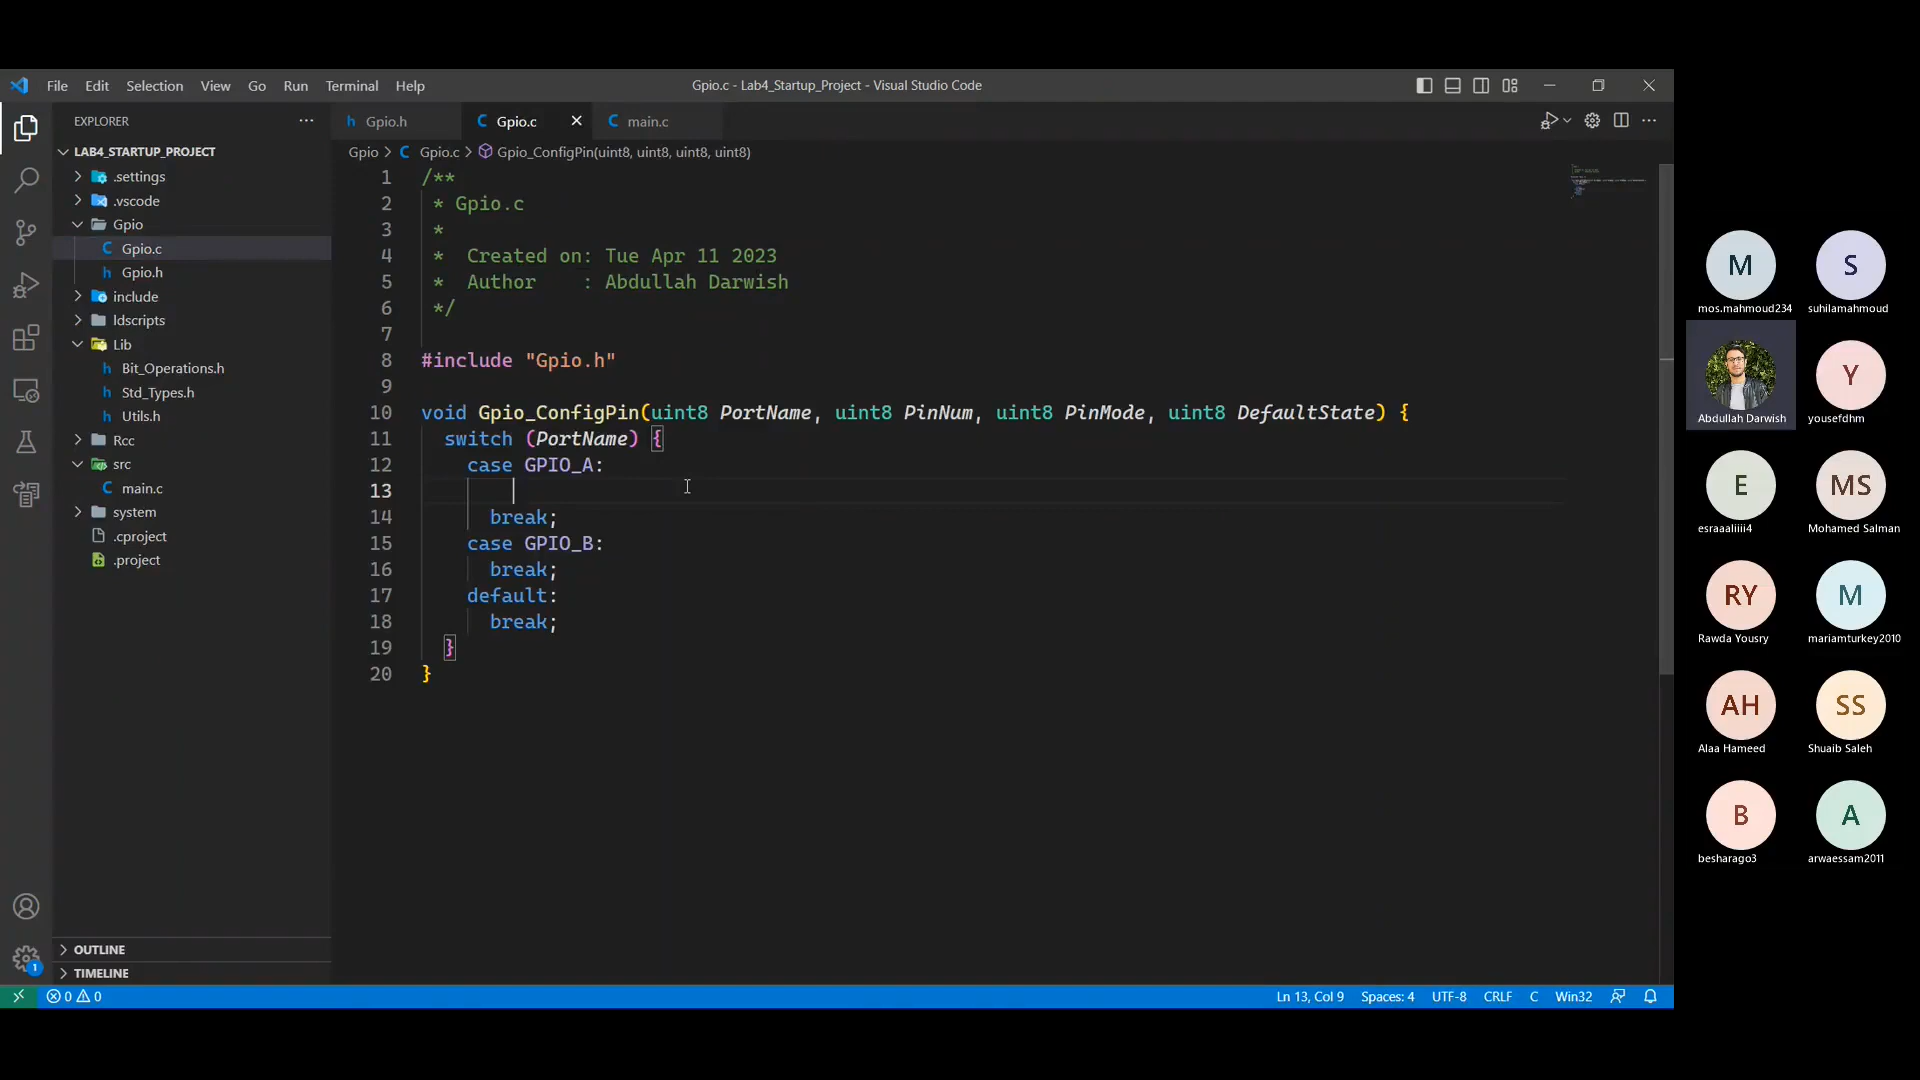 File Edit Selection View Go Run Terminal Help
Gpio.c - Lab4_Startup_Project - Visual Studio Code
EXPLORER
LAB4_STARTUP_PROJECT
.settings
.vscode
Gpio
C Gpio.c
h Gpio.h
include
ldscripts
Lib
h Bit_Operations.h
h Std_Types.h
h Utils.h
Rcc
src
C main.c
system
.cproject
.project
OUTLINE
TIMELINE
h Gpio.h C Gpio.c C main.c
Gpio > C Gpio.c > Gpio_ConfigPin(uint8, uint8, uint8, uint8)
1 /**
2 * Gpio.c
3 *
4 * Created on: Tue Apr 11 2023
5 * Author : Abdullah Darwish
6 */
7
8 #include "Gpio.h"
9
10 void Gpio_ConfigPin(uint8 PortName, uint8 PinNum, uint8 PinMode, uint8 DefaultState) {
11 switch (PortName) {
12 case GPIO_A:
13
14 break;
15 case GPIO_B:
16 break;
17 default:
18 break;
19 }
20 }
1
0 0
Ln 13, Col 9 Spaces: 4 UTF-8 CRLF C Win32
M S
mos.mahmoud234 suhilamahmoud
Y
Abdullah Darwish yousefdhm
E MS
esraaaliiii4 Mohamed Salman
RY M
Rawda Yousry mariamturkey2010
AH SS
Alaa Hameed Shuaib Saleh
B A
besharago3 arwaessam2011